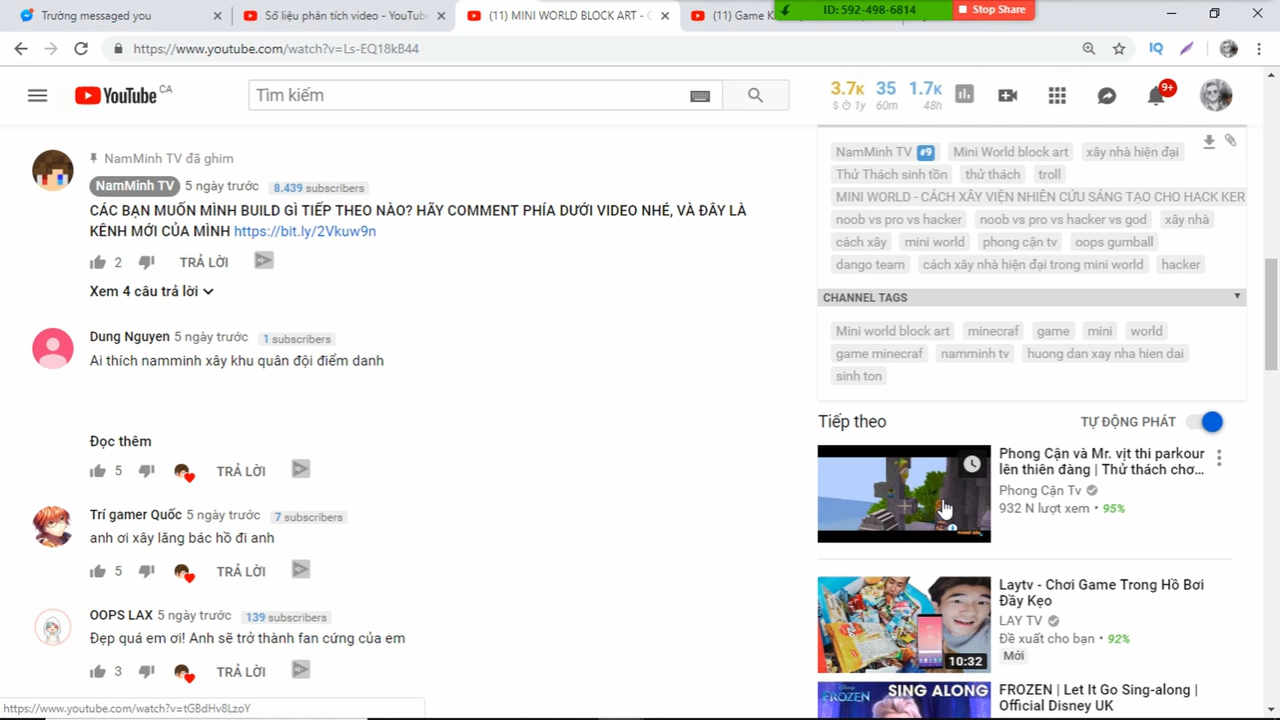 Trường messaged you
Số liệu phân tích video - YouTube
(11) MINI WORLD BLOCK ART - C
(11) Game K
ID: 592-498-6814
Stop Share
https://www.youtube.com/watch?v=Ls-EQ18kB44
IQ
YouTube CA
Tìm kiếm
3.7K 35 1.7K
$ 1y 60m 48h
9+
NamMinh TV đã ghim
NamMinh TV 5 ngày trước 8.439 subscribers
CÁC BẠN MUỐN MÌNH BUILD GÌ TIẾP THEO NÀO? HÃY COMMENT PHÍA DƯỚI VIDEO NHÉ, VÀ ĐÂY LÀ
KÊNH MỚI CỦA MÌNH https://bit.ly/2Vkuw9n
2 TRẢ LỜI
Xem 4 câu trả lời
Dung Nguyen 5 ngày trước 1 subscribers
Ai thích namminh xây khu quân đội điểm danh
Đọc thêm
5 TRẢ LỜI
Trí gamer Quốc 5 ngày trước 7 subscribers
anh ơi xây lăng bác hồ đi anh
5 TRẢ LỜI
OOPS LAX 5 ngày trước 139 subscribers
Đẹp quá em ơi! Anh sẽ trở thành fan cứng của em
3 TRẢ LỜI
https://www.youtube.com/watch?v=tGBdHv8LzoY
NamMinh TV #9 Mini World block art xây nhà hiện đại
Thử Thách sinh tồn thử thách troll
MINI WORLD - CÁCH XÂY VIỆN NHIÊN CỨU SÁNG TẠO CHO HACK KER
noob vs pro vs hacker noob vs pro vs hacker vs god xây nhà
cách xây mini world phong cận tv oops gumball
dango team cách xây nhà hiện đại trong mini world hacker
CHANNEL TAGS
Mini world block art minecraf game mini world
game minecraf namminh tv huong dan xay nha hien dai
sinh ton
Tiếp theo TỰ ĐỘNG PHÁT
Phong Cận và Mr. vịt thi parkour
lên thiên đàng | Thử thách chơ...
Phong Cận Tv
932 N lượt xem • 95%
Laytv - Chơi Game Trong Hồ Bơi
Đầy Kẹo
LAY TV
Đề xuất cho bạn • 92%
Mới
10:32
FROZEN | Let It Go Sing-along |
Official Disney UK
FROZEN
SING ALONG